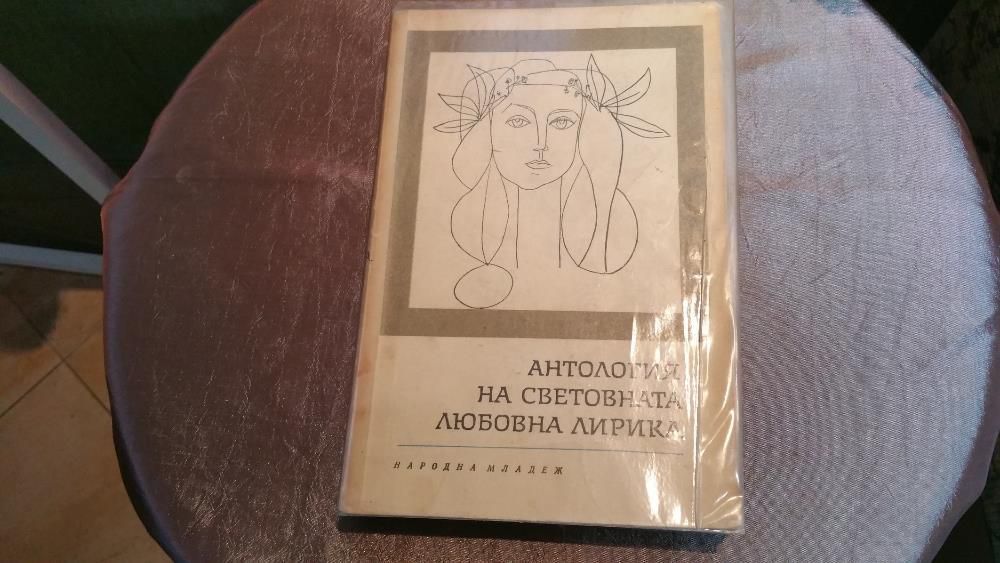 АНТОЛОГИЯ
НА СВЕТОВНАТА
ЛЮБОВНА ЛИРИКА
НАРОДНА МЛАДЕЖ